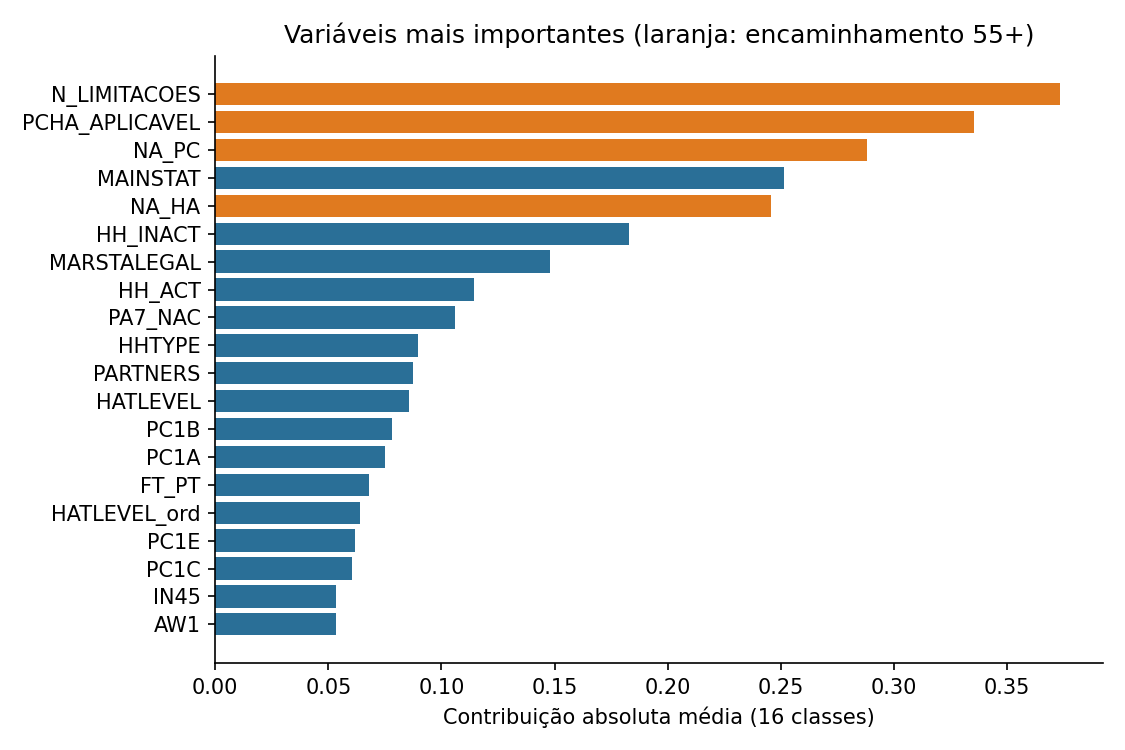 Variáveis mais importantes (laranja: encaminhamento 55+)
N_LIMITACOES
PCHA_APLICAVEL
NA_PC
MAINSTAT
NA_HA
HH_INACT
MARSTALEGAL
HH_ACT
PA7_NAC
HHTYPE
PARTNERS
HATLEVEL
PC1B
PC1A
FT_PT
HATLEVEL_ord
PC1E
PC1C
IN45
AW1
0.00 0.05 0.10 0.15 0.20 0.25 0.30 0.35
Contribuição absoluta média (16 classes)